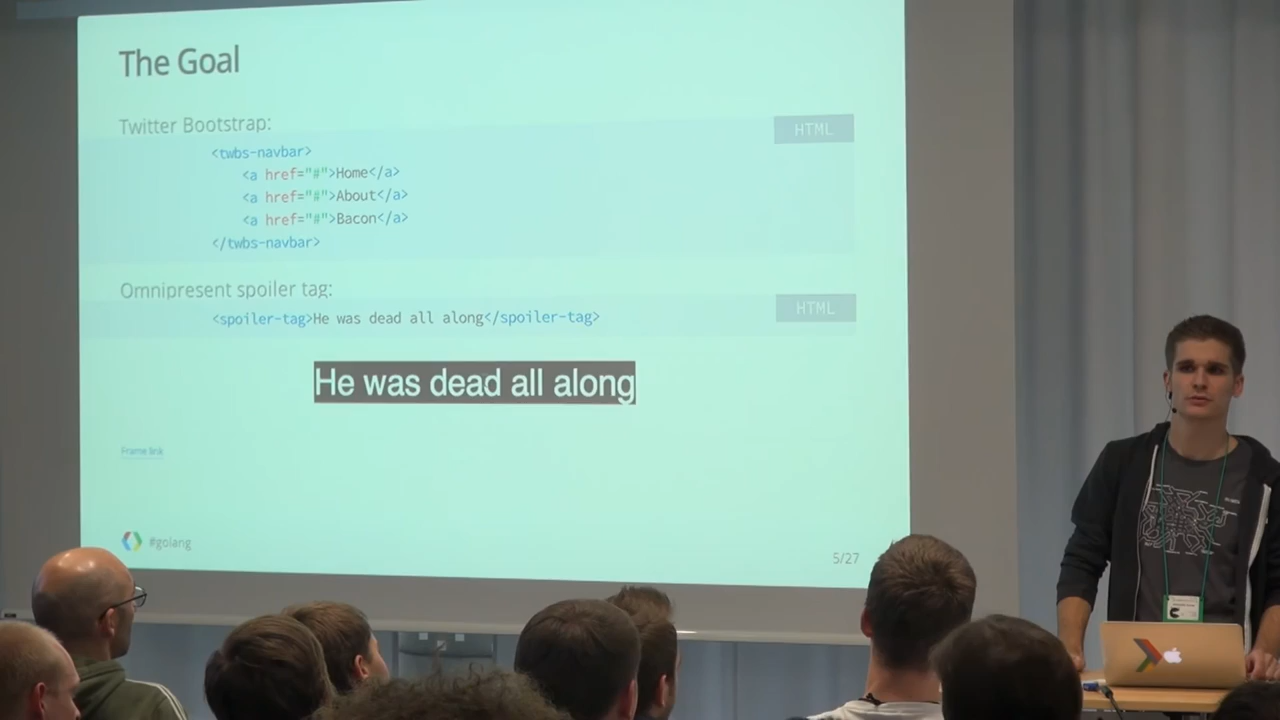 The Goal
Twitter Bootstrap:
HTML
<twbs-navbar>
<a href="#">Home</a>
<a href="#">About</a>
<a href="#">Bacon</a>
</twbs-navbar>
Omnipresent spoiler tag:
HTML
<spoiler-tag>He was dead all along</spoiler-tag>
He was dead all along
Frame link
#golang
5/27